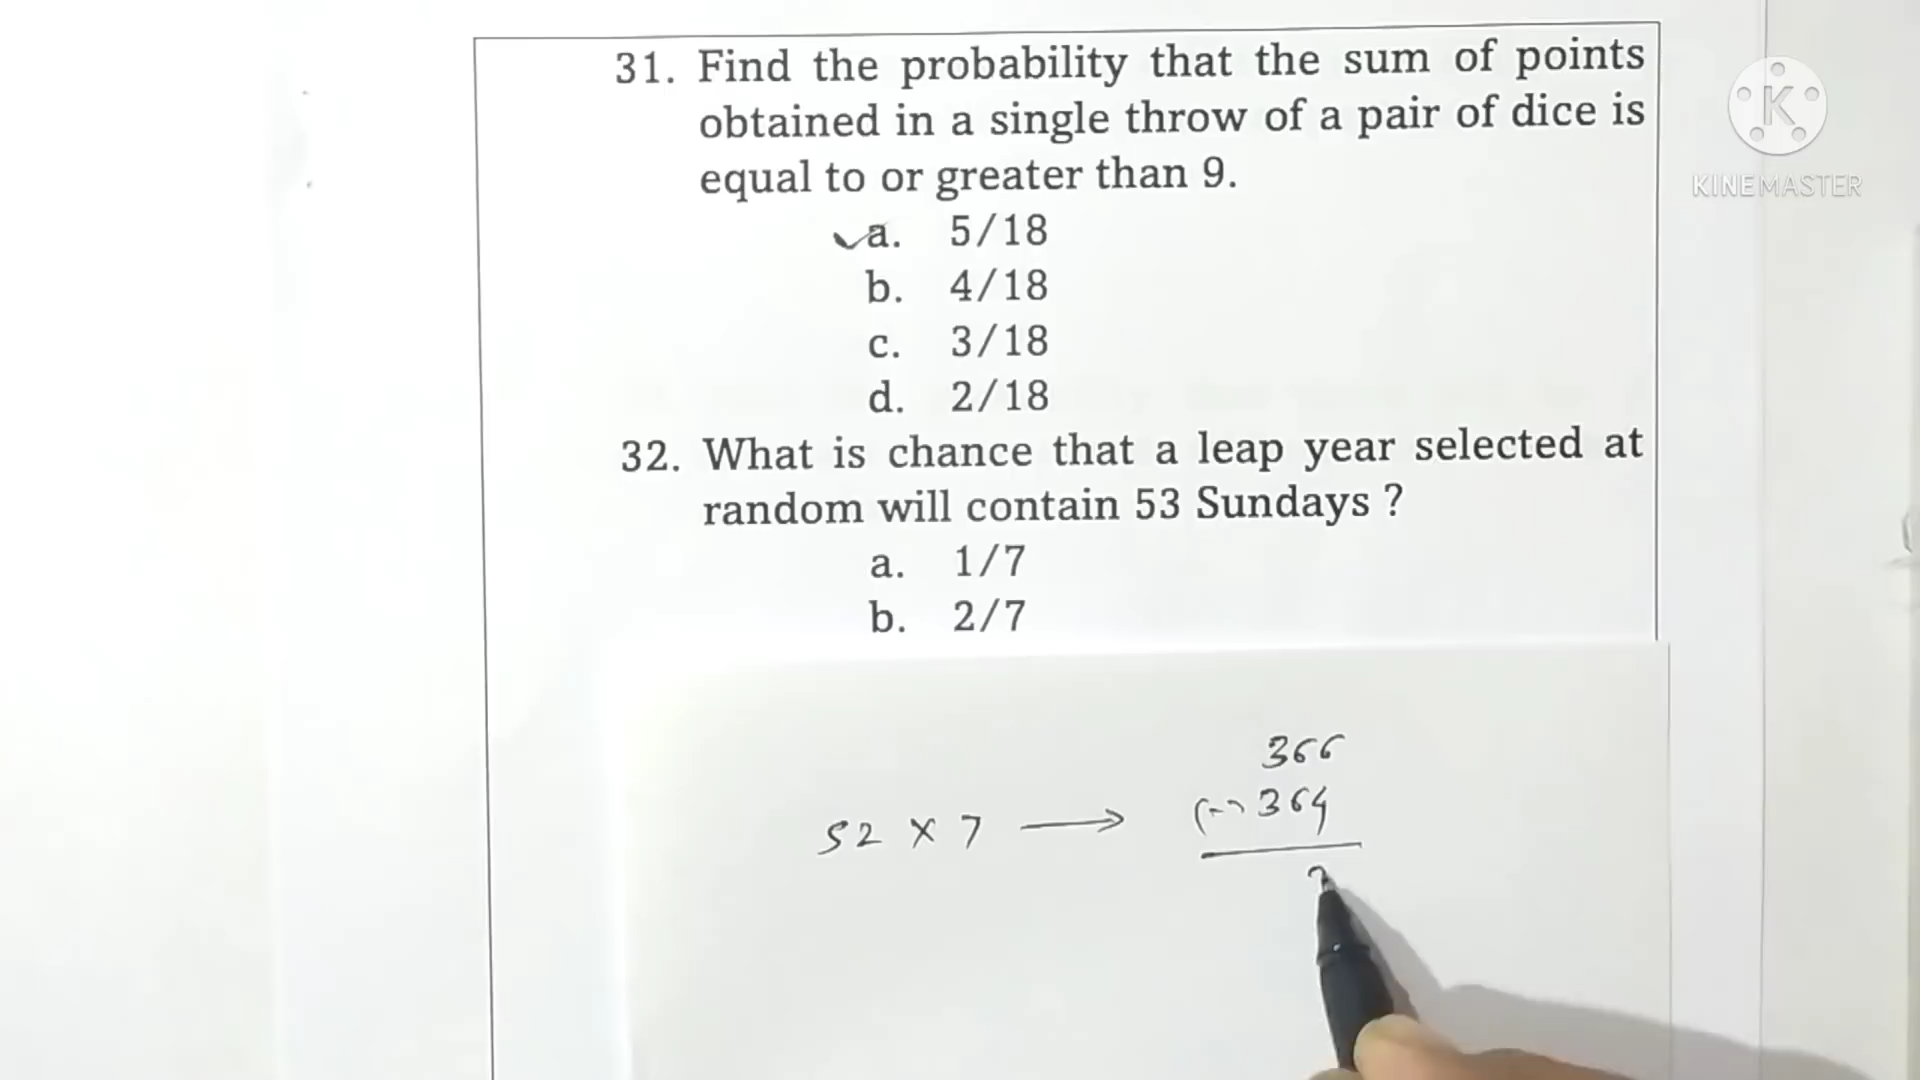 31. Find the probability that the sum of points
obtained in a single throw of a pair of dice is
equal to or greater than 9.
a. 5/18
b. 4/18
c. 3/18
d. 2/18
32. What is chance that a leap year selected at
random will contain 53 Sundays ?
a. 1/7
b. 2/7
366
52 × 7 → (-) 364
K
KINEMASTER